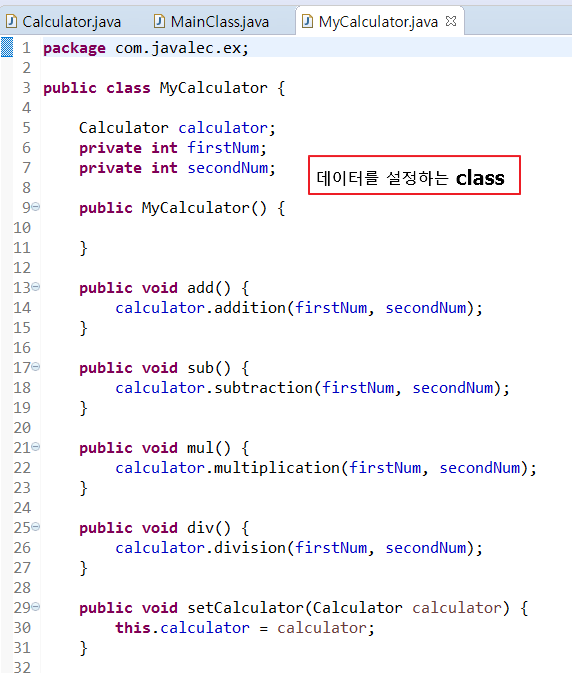 Calculator.java MainClass.java MyCalculator.java
1 package com.javalec.ex;
2
3 public class MyCalculator {
4
5 Calculator calculator;
6 private int firstNum;
7 private int secondNum;
데이터를 설정하는 class
8
9 public MyCalculator() {
10
11 }
12
13 public void add() {
14 calculator.addition(firstNum, secondNum);
15 }
16
17 public void sub() {
18 calculator.subtraction(firstNum, secondNum);
19 }
20
21 public void mul() {
22 calculator.multiplication(firstNum, secondNum);
23 }
24
25 public void div() {
26 calculator.division(firstNum, secondNum);
27 }
28
29 public void setCalculator(Calculator calculator) {
30 this.calculator = calculator;
31 }
32